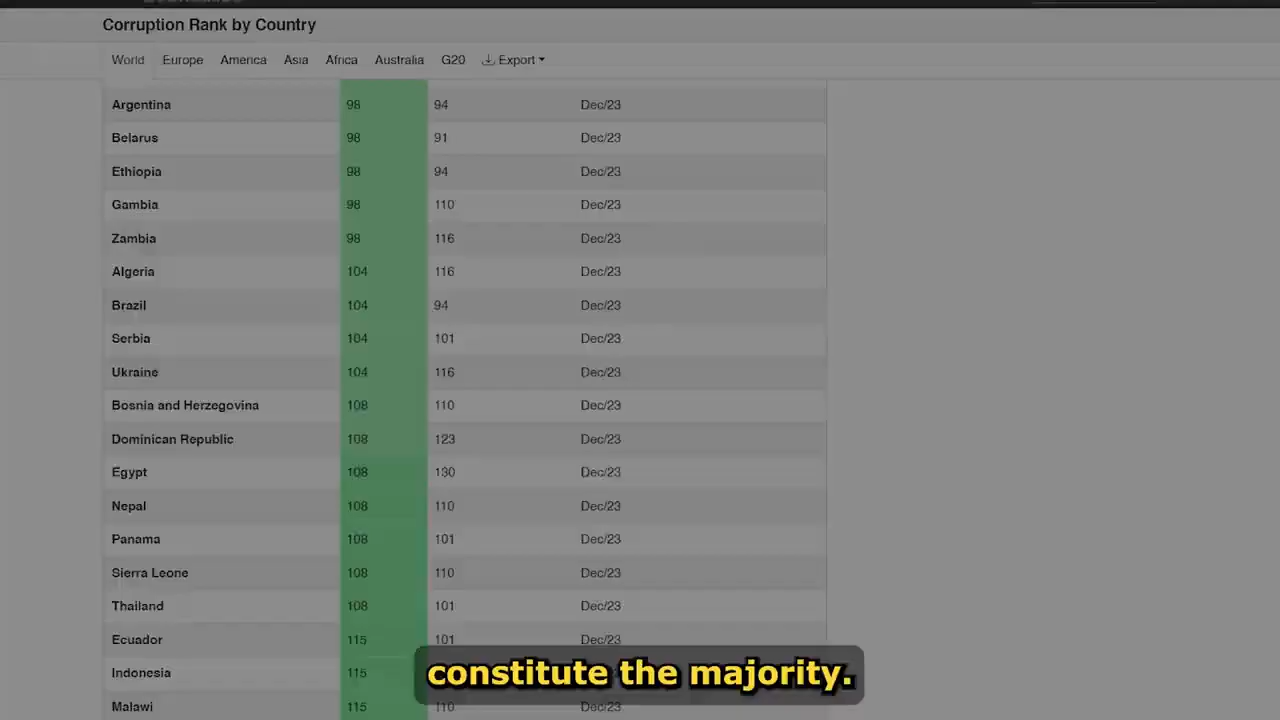 Corruption Rank by Country
World Europe America Asia Africa Australia G20 Export
Argentina 98 94 Dec/23
Belarus 98 91 Dec/23
Ethiopia 98 94 Dec/23
Gambia 98 110 Dec/23
Zambia 98 116 Dec/23
Algeria 104 116 Dec/23
Brazil 104 94 Dec/23
Serbia 104 101 Dec/23
Ukraine 104 116 Dec/23
Bosnia and Herzegovina 108 110 Dec/23
Dominican Republic 108 123 Dec/23
Egypt 108 130 Dec/23
Nepal 108 110 Dec/23
Panama 108 101 Dec/23
Sierra Leone 108 110 Dec/23
Thailand 108 101 Dec/23
Ecuador 115 101 Dec/23
Indonesia 115
constitute the majority.
Malawi 115 110 Dec/23